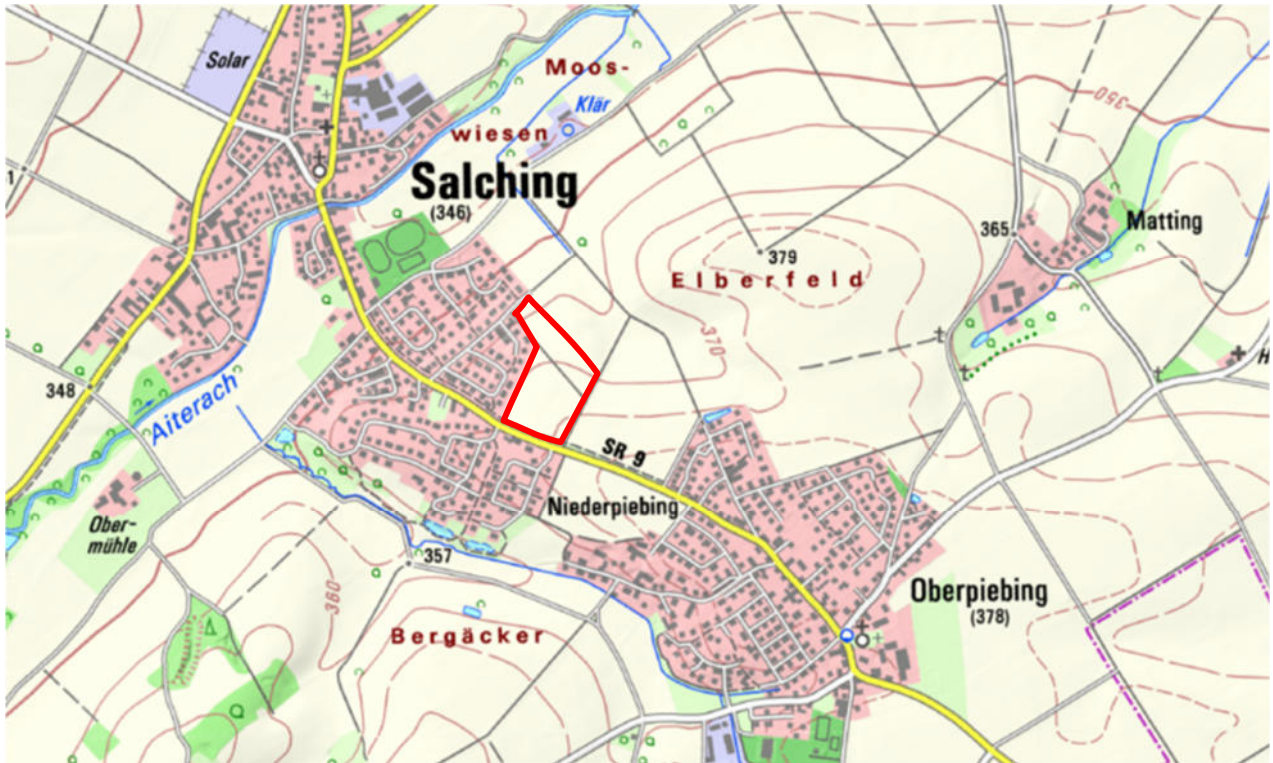 Solar
Moos-
Klär
wiesen
350
Salching
(346)
1
365
Matting
379
Elberfeld
370
H
348
Aiterach
SR 9
Niederpiebing
Ober-
mühle
357
360
Oberpiebing
(378)
Bergäcker